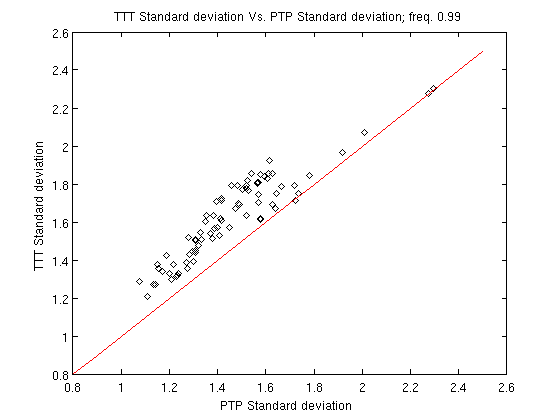 TTT Standard deviation Vs. PTP Standard deviation; freq. 0.99
2.6
2.4
2.2
2
1.8
1.6
1.4
1.2
1
0.8
TTT Standard deviation
0.8 1 1.2 1.4 1.6 1.8 2 2.2 2.4 2.6
PTP Standard deviation